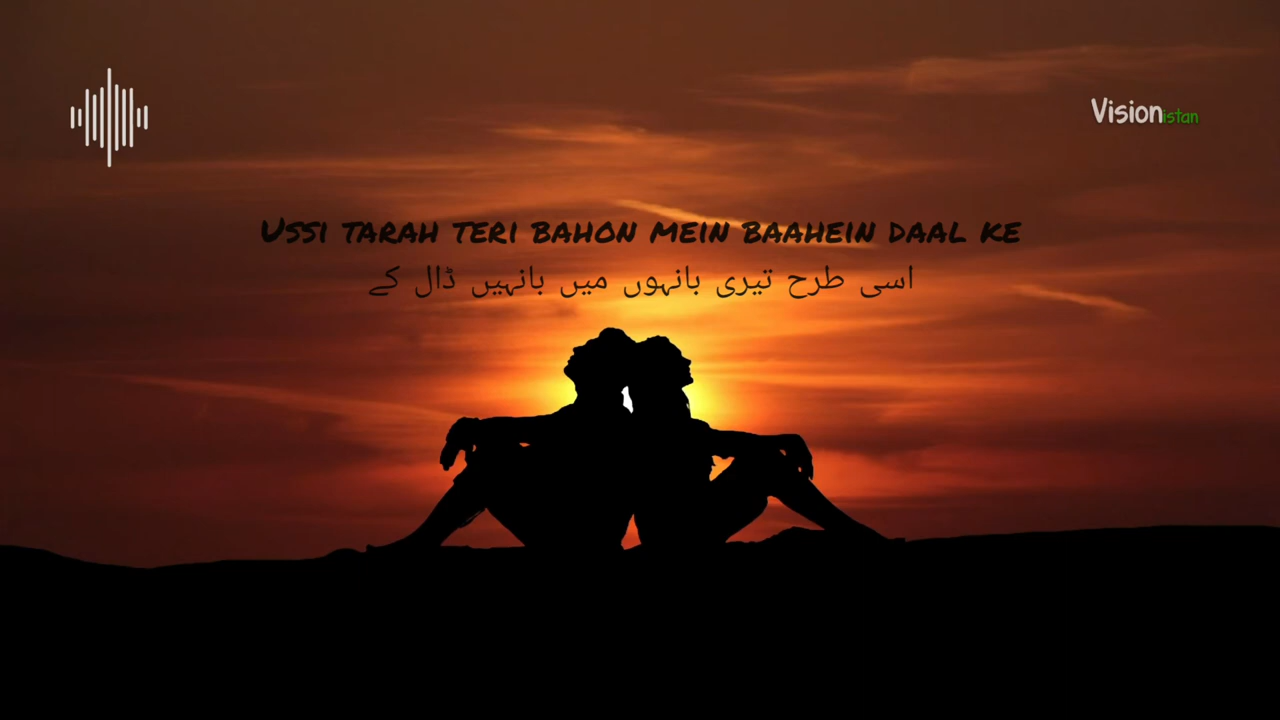 Visionistan
Ussi tarah teri bahon mein baahein daal ke
اسی طرح تیری بانہوں میں بانہیں ڈال کے